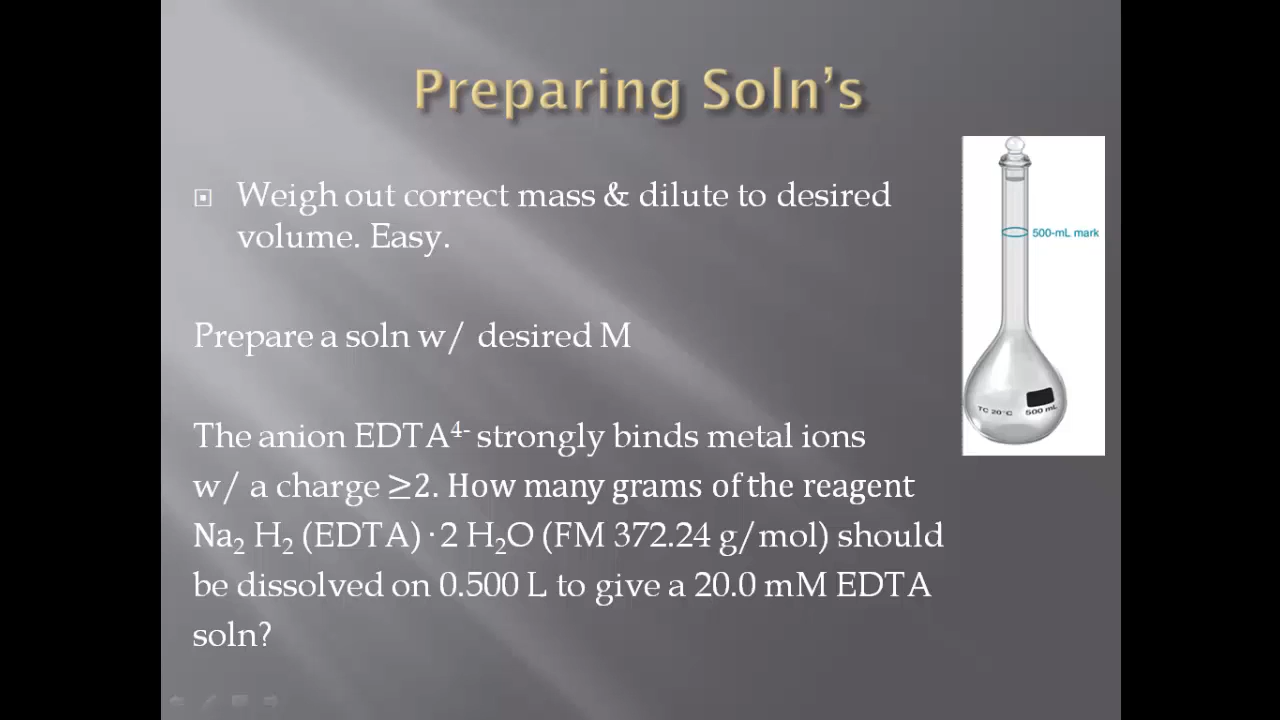 Preparing Soln's
Weigh out correct mass & dilute to desired
volume. Easy.
500-mL mark
Prepare a soln w/ desired M
TC 20°C 500 mL
The anion EDTA⁴⁻ strongly binds metal ions
w/ a charge ≥2. How many grams of the reagent
Na₂ H₂ (EDTA) · 2 H₂O (FM 372.24 g/mol) should
be dissolved on 0.500 L to give a 20.0 mM EDTA
soln?